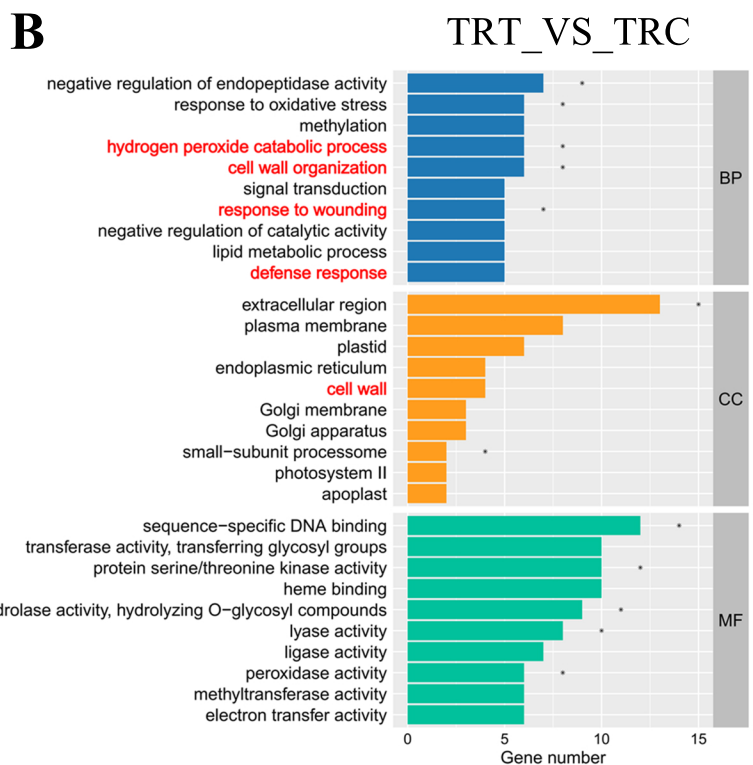 B
TRT_VS_TRC
negative regulation of endopeptidase activity
response to oxidative stress
methylation
hydrogen peroxide catabolic process
cell wall organization
signal transduction
response to wounding
negative regulation of catalytic activity
lipid metabolic process
defense response
BP
extracellular region
plasma membrane
plastid
endoplasmic reticulum
cell wall
Golgi membrane
Golgi apparatus
small−subunit processome
photosystem II
apoplast
CC
sequence−specific DNA binding
transferase activity, transferring glycosyl groups
protein serine/threonine kinase activity
heme binding
drolase activity, hydrolyzing O−glycosyl compounds
lyase activity
ligase activity
peroxidase activity
methyltransferase activity
electron transfer activity
MF
0 5 10 15
Gene number